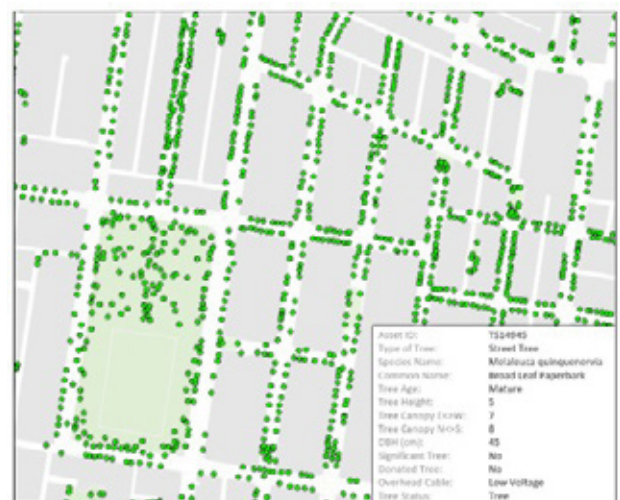 Asset ID: TS14945
Type of Tree: Street Tree
Species Name: Melaleuca quinquenervia
Common Name: Broad Leaf Paperbark
Tree Age: Mature
Tree Height: 5
Tree Canopy E<>W: 7
Tree Canopy N<>S: 8
DBH (cm): 45
Significant Tree: No
Donated Tree: No
Overhead Cable: Low Voltage
Tree Status: Tree